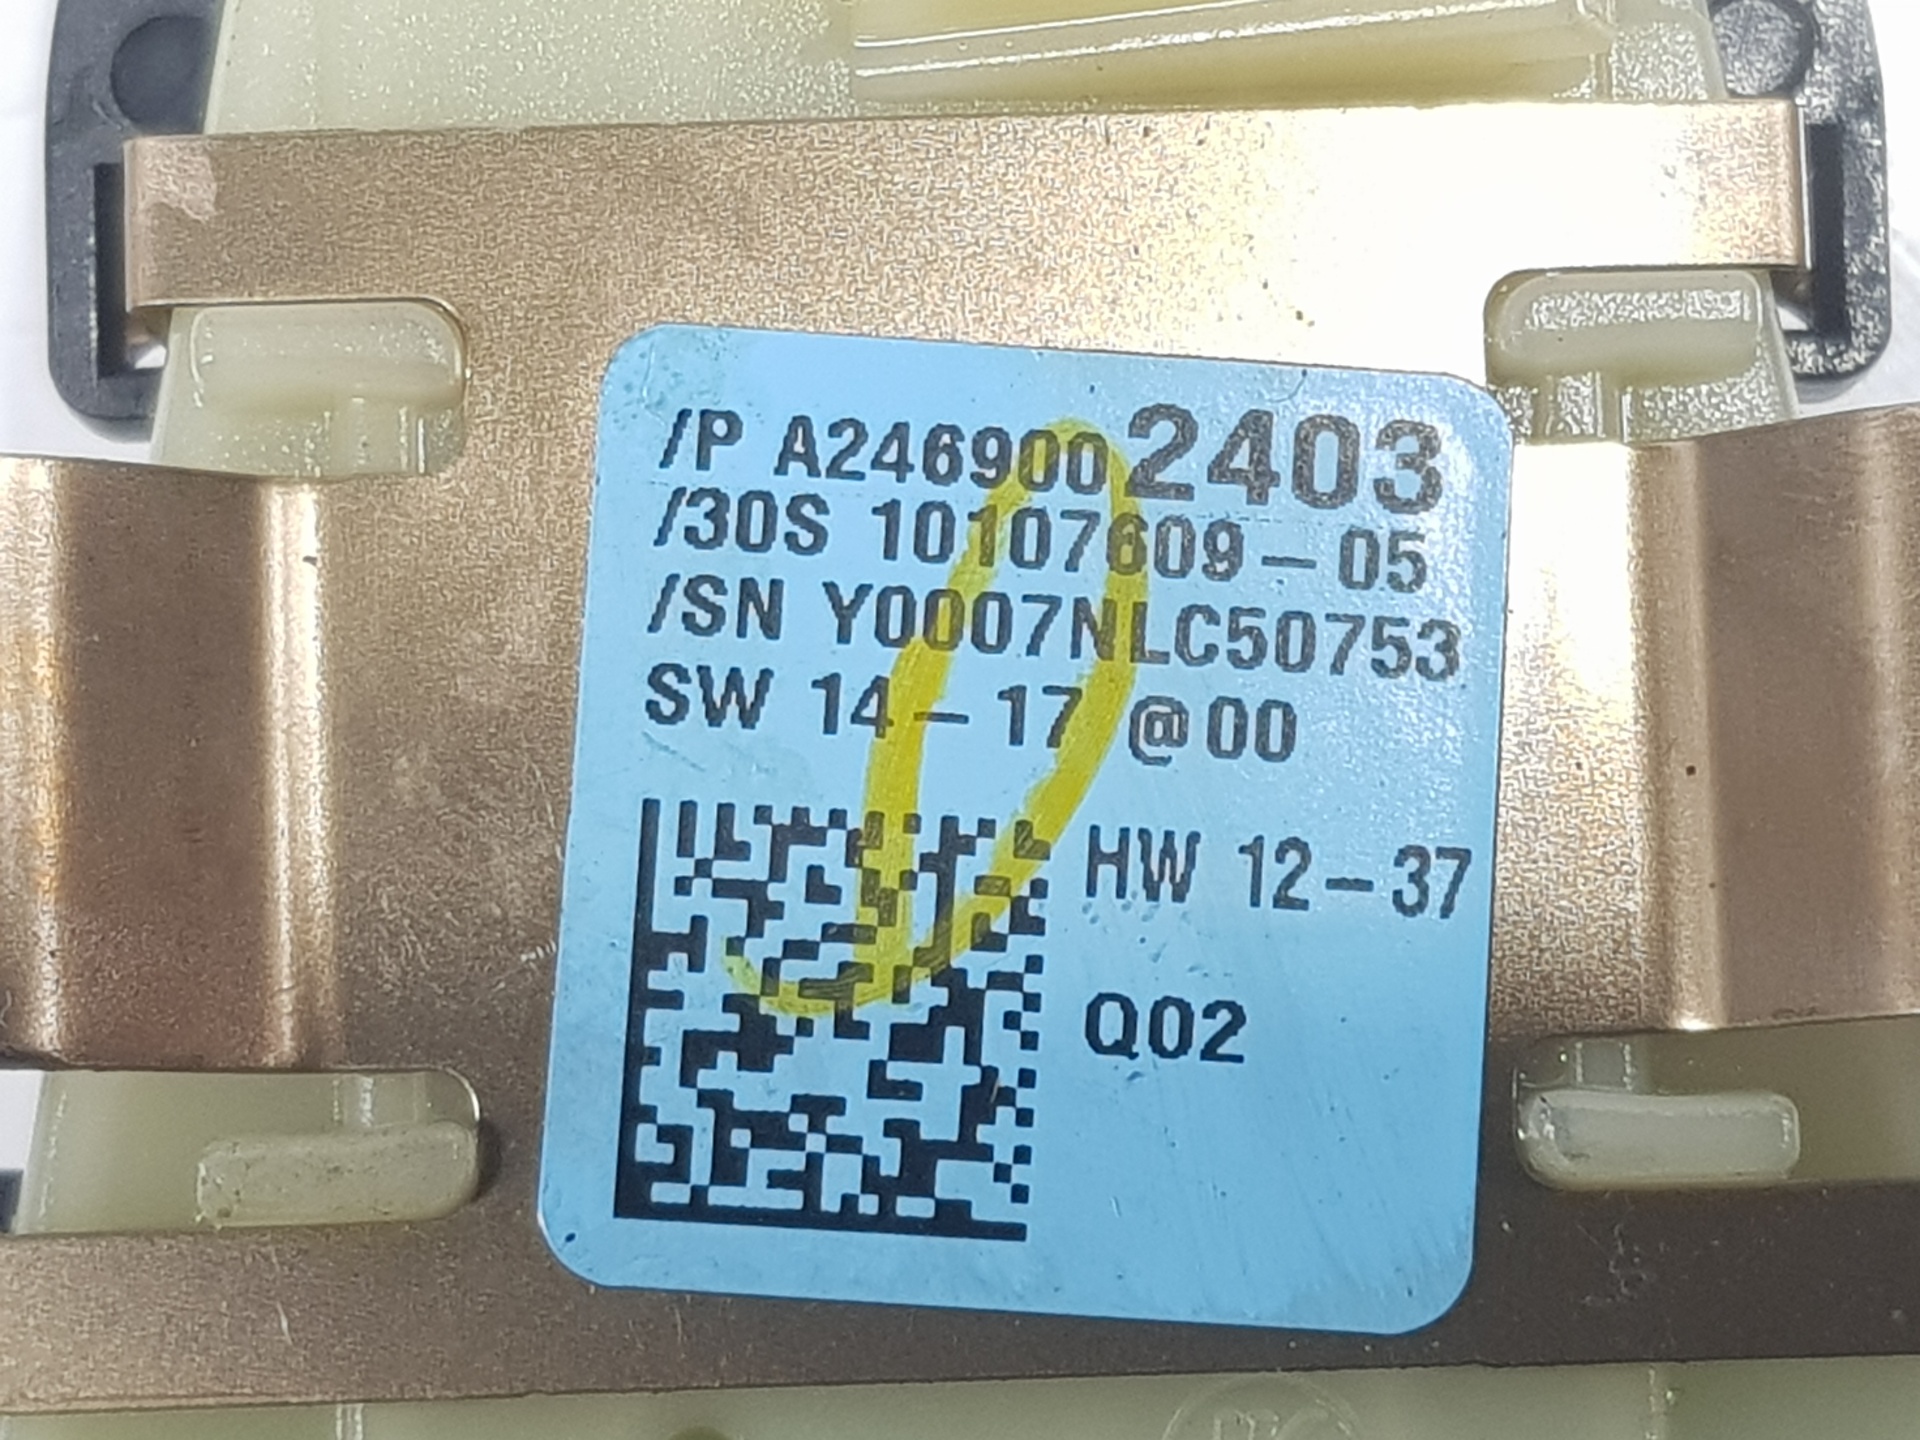 /P A2469002403
/30S 10107609-05
/SN Y0007NLC50753
SW 14-17 @00
HW 12-37
Q02